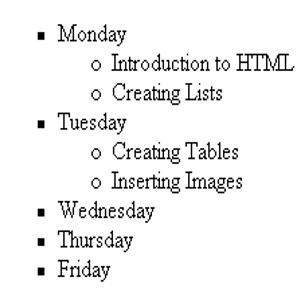 Monday
Introduction to HTML
Creating Lists
Tuesday
Creating Tables
Inserting Images
Wednesday
Thursday
Friday